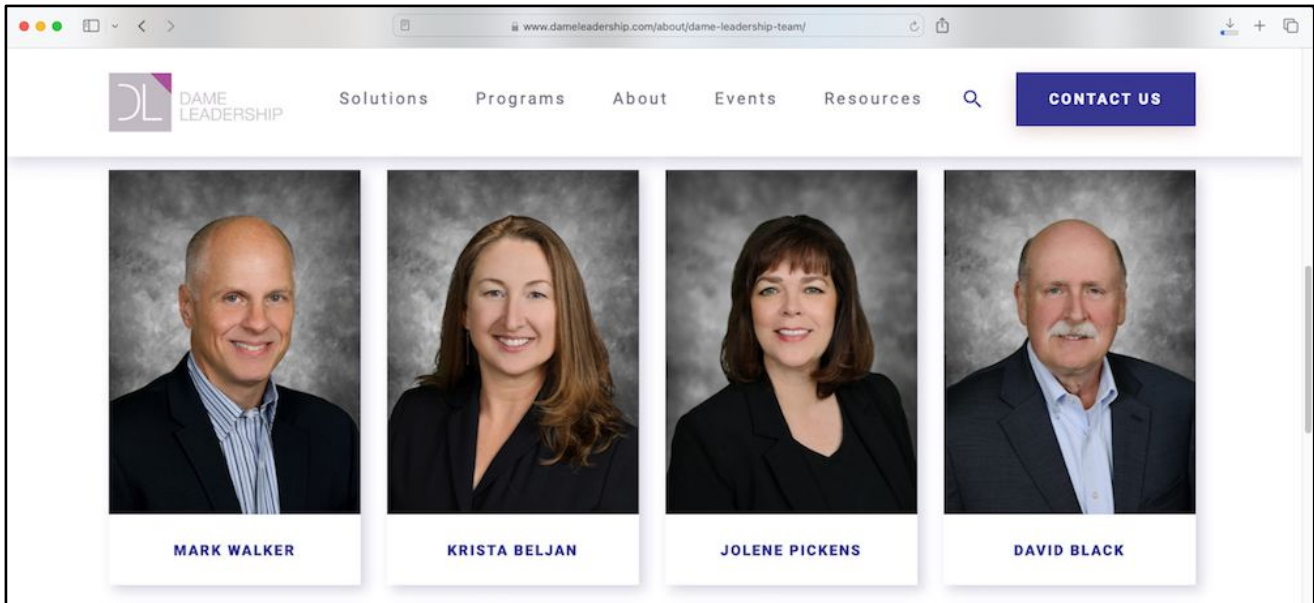 www.dameleadership.com/about/dame-leadership-team/
DL DAME
LEADERSHIP
Solutions Programs About Events Resources CONTACT US
MARK WALKER KRISTA BELJAN JOLENE PICKENS DAVID BLACK